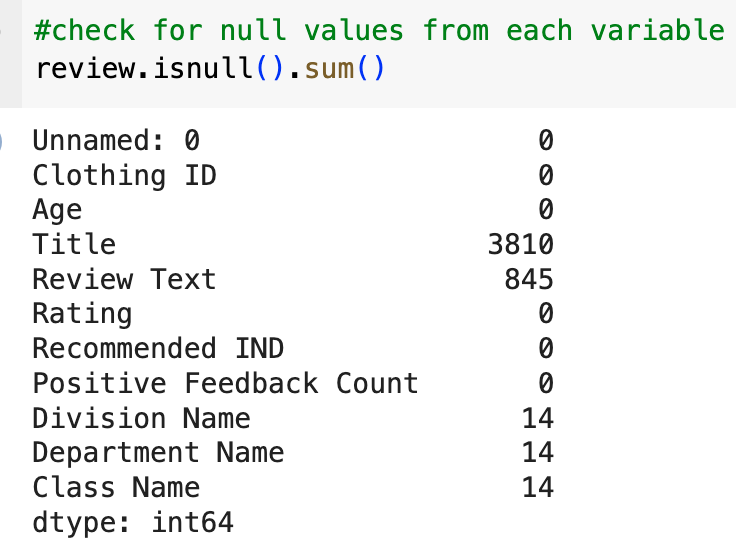 #check for null values from each variable
review.isnull().sum()
Unnamed: 0 0
Clothing ID 0
Age 0
Title 3810
Review Text 845
Rating 0
Recommended IND 0
Positive Feedback Count 0
Division Name 14
Department Name 14
Class Name 14
dtype: int64